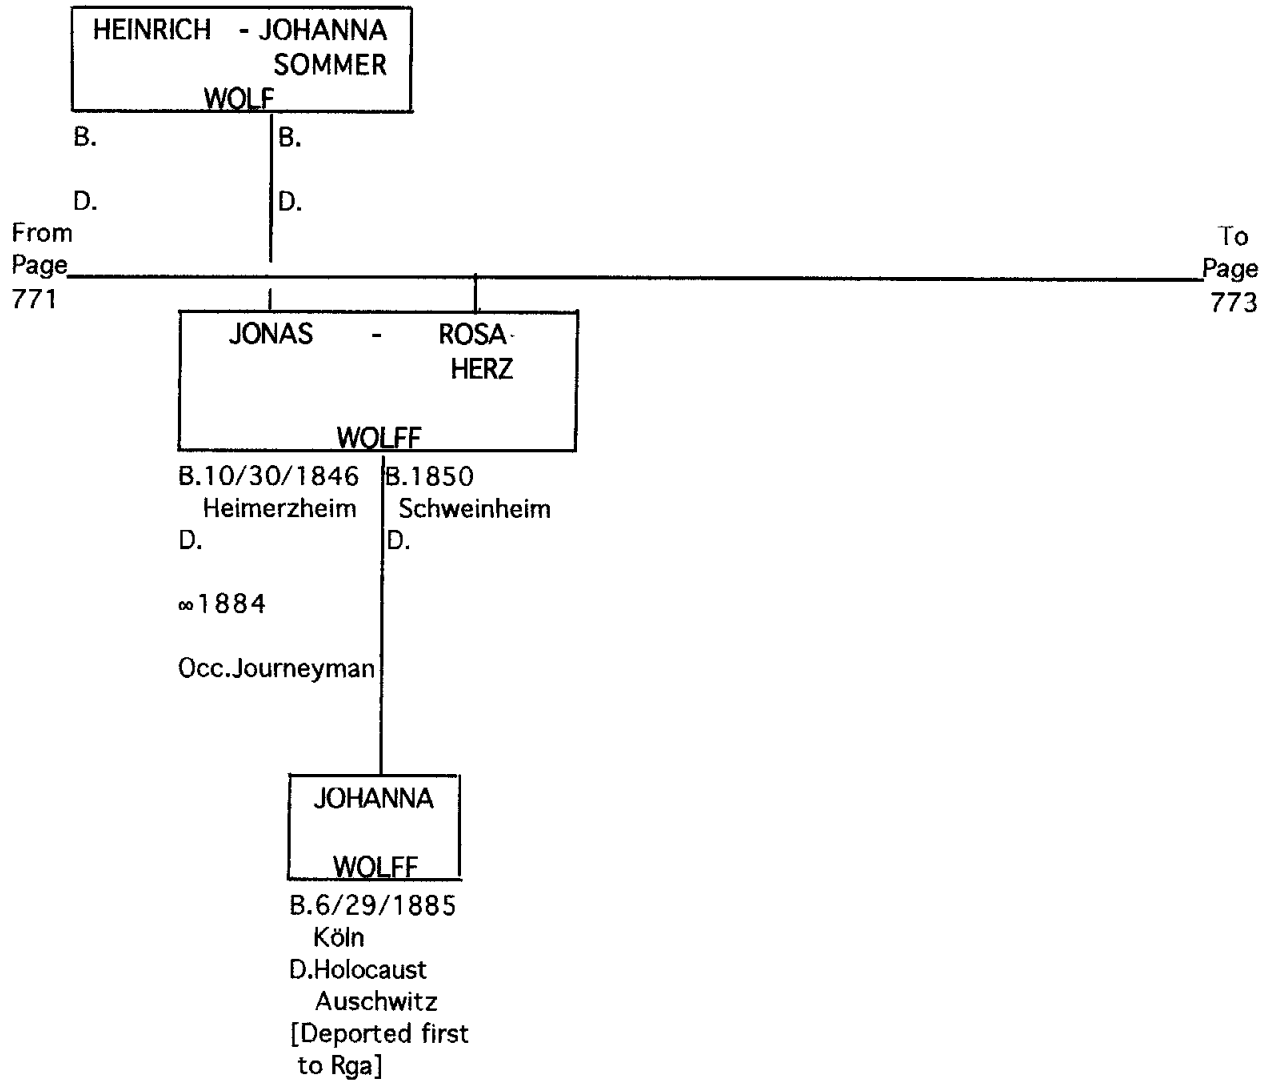 HEINRICH - JOHANNA
SOMMER
WOLF
B. B.
D. D.
From
Page
771
To
Page
773
JONAS - ROSA
HERZ
WOLFF
B.10/30/1846 B.1850
Heimerzheim Schweinheim
D. D.
∞1884
Occ.Journeyman
JOHANNA
WOLFF
B.6/29/1885
Köln
D.Holocaust
Auschwitz
[Deported first
to Rga]